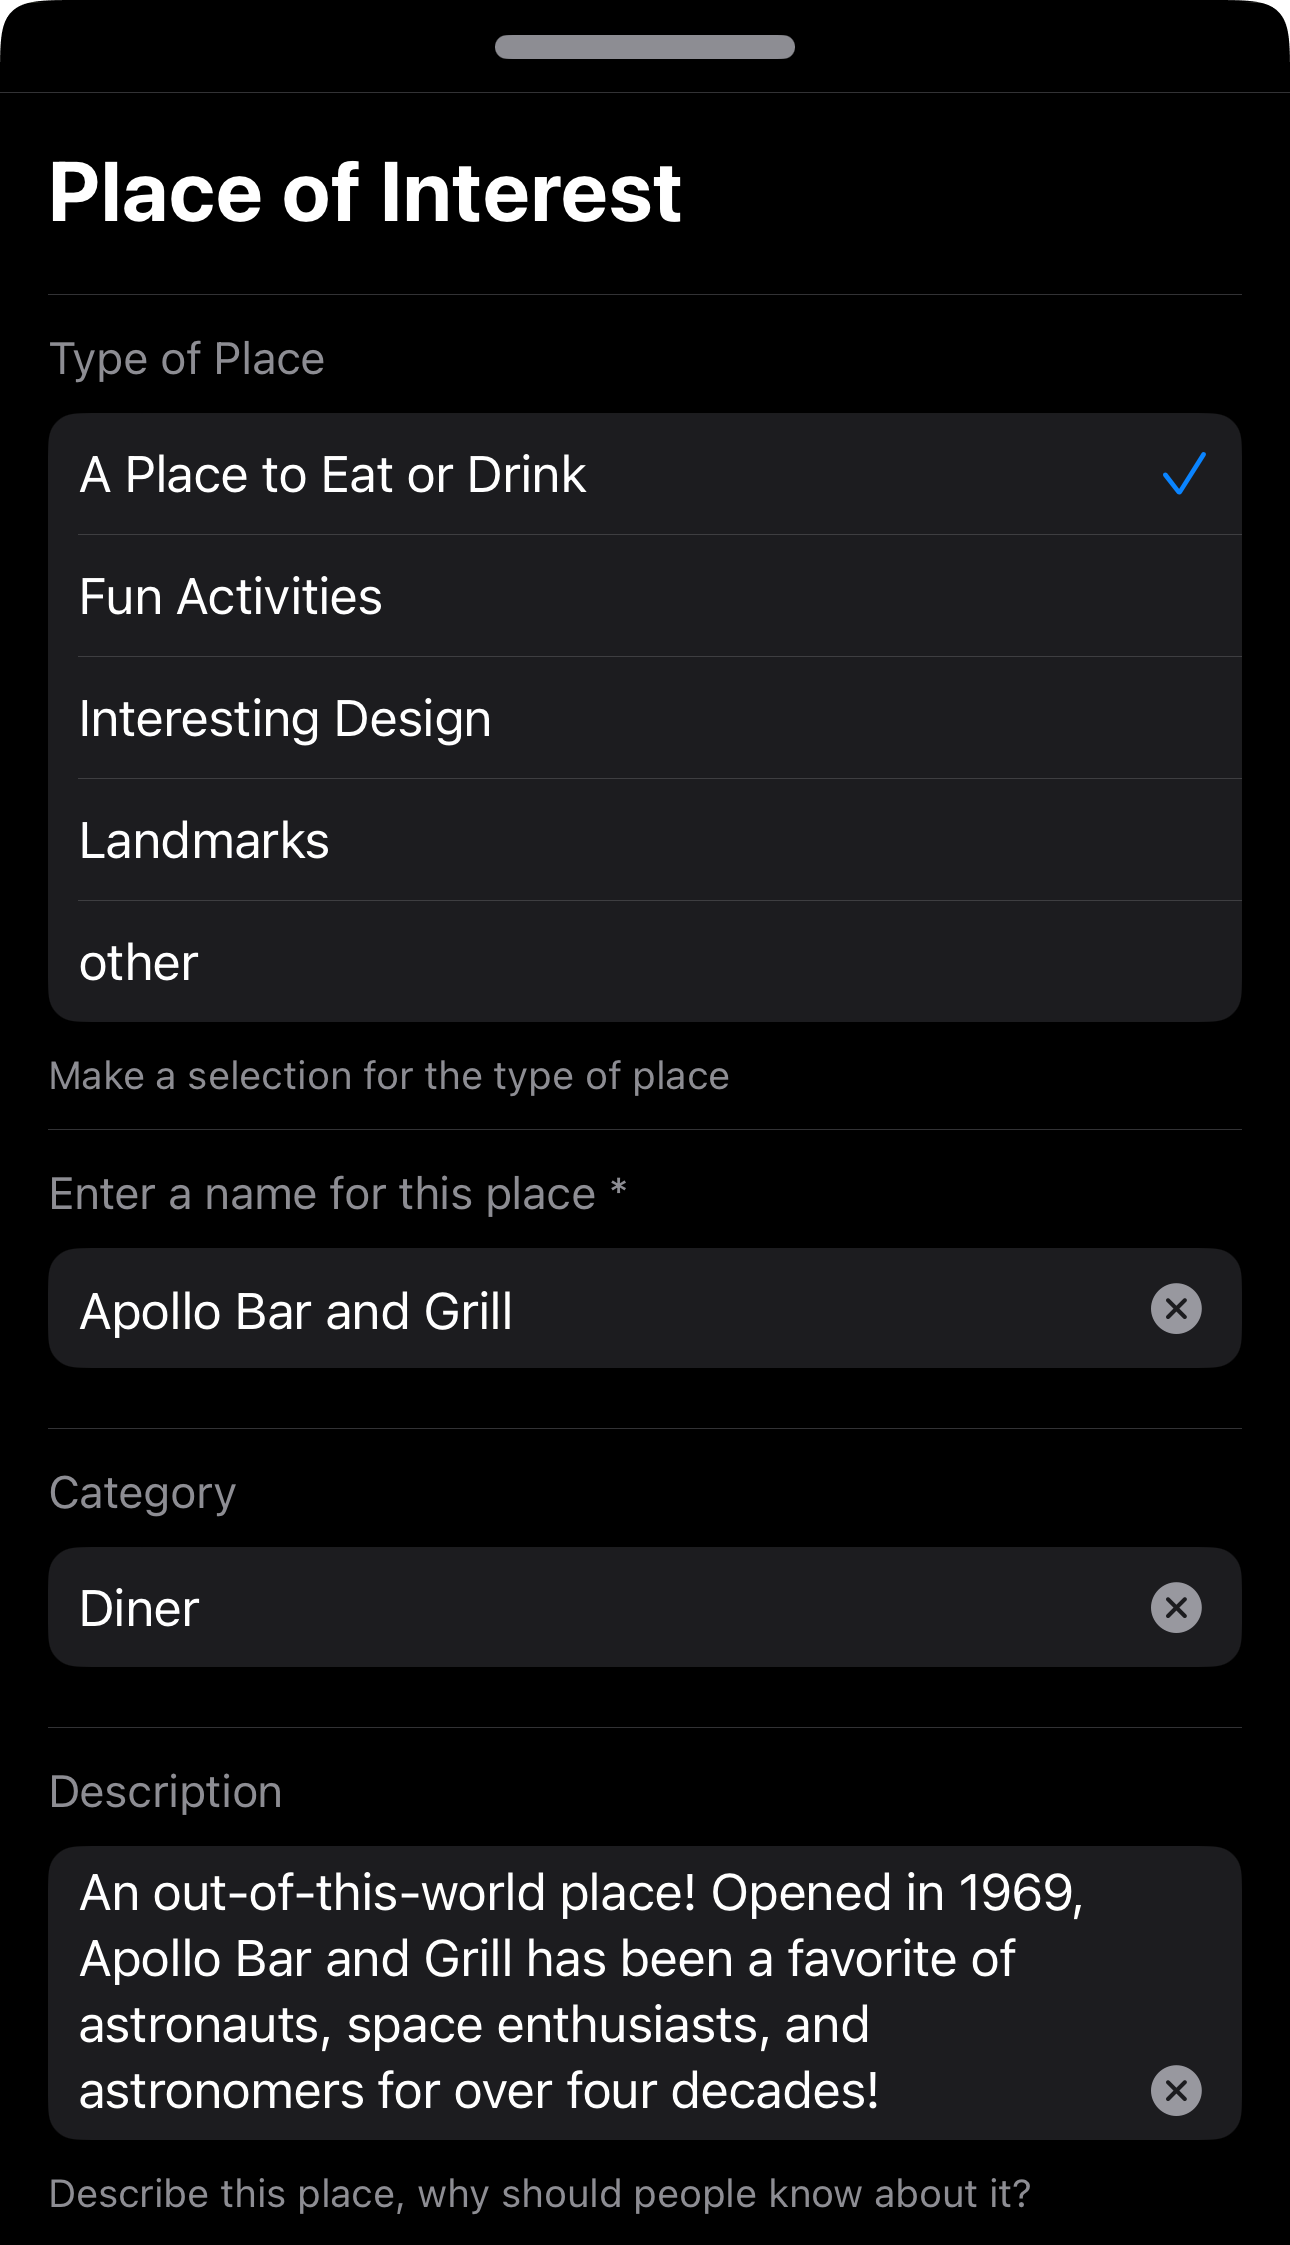 Place of Interest
Type of Place
A Place to Eat or Drink
Fun Activities
Interesting Design
Landmarks
other
Make a selection for the type of place
Enter a name for this place *
Apollo Bar and Grill
Category
Diner
Description
An out-of-this-world place! Opened in 1969,
Apollo Bar and Grill has been a favorite of
astronauts, space enthusiasts, and
astronomers for over four decades!
Describe this place, why should people know about it?